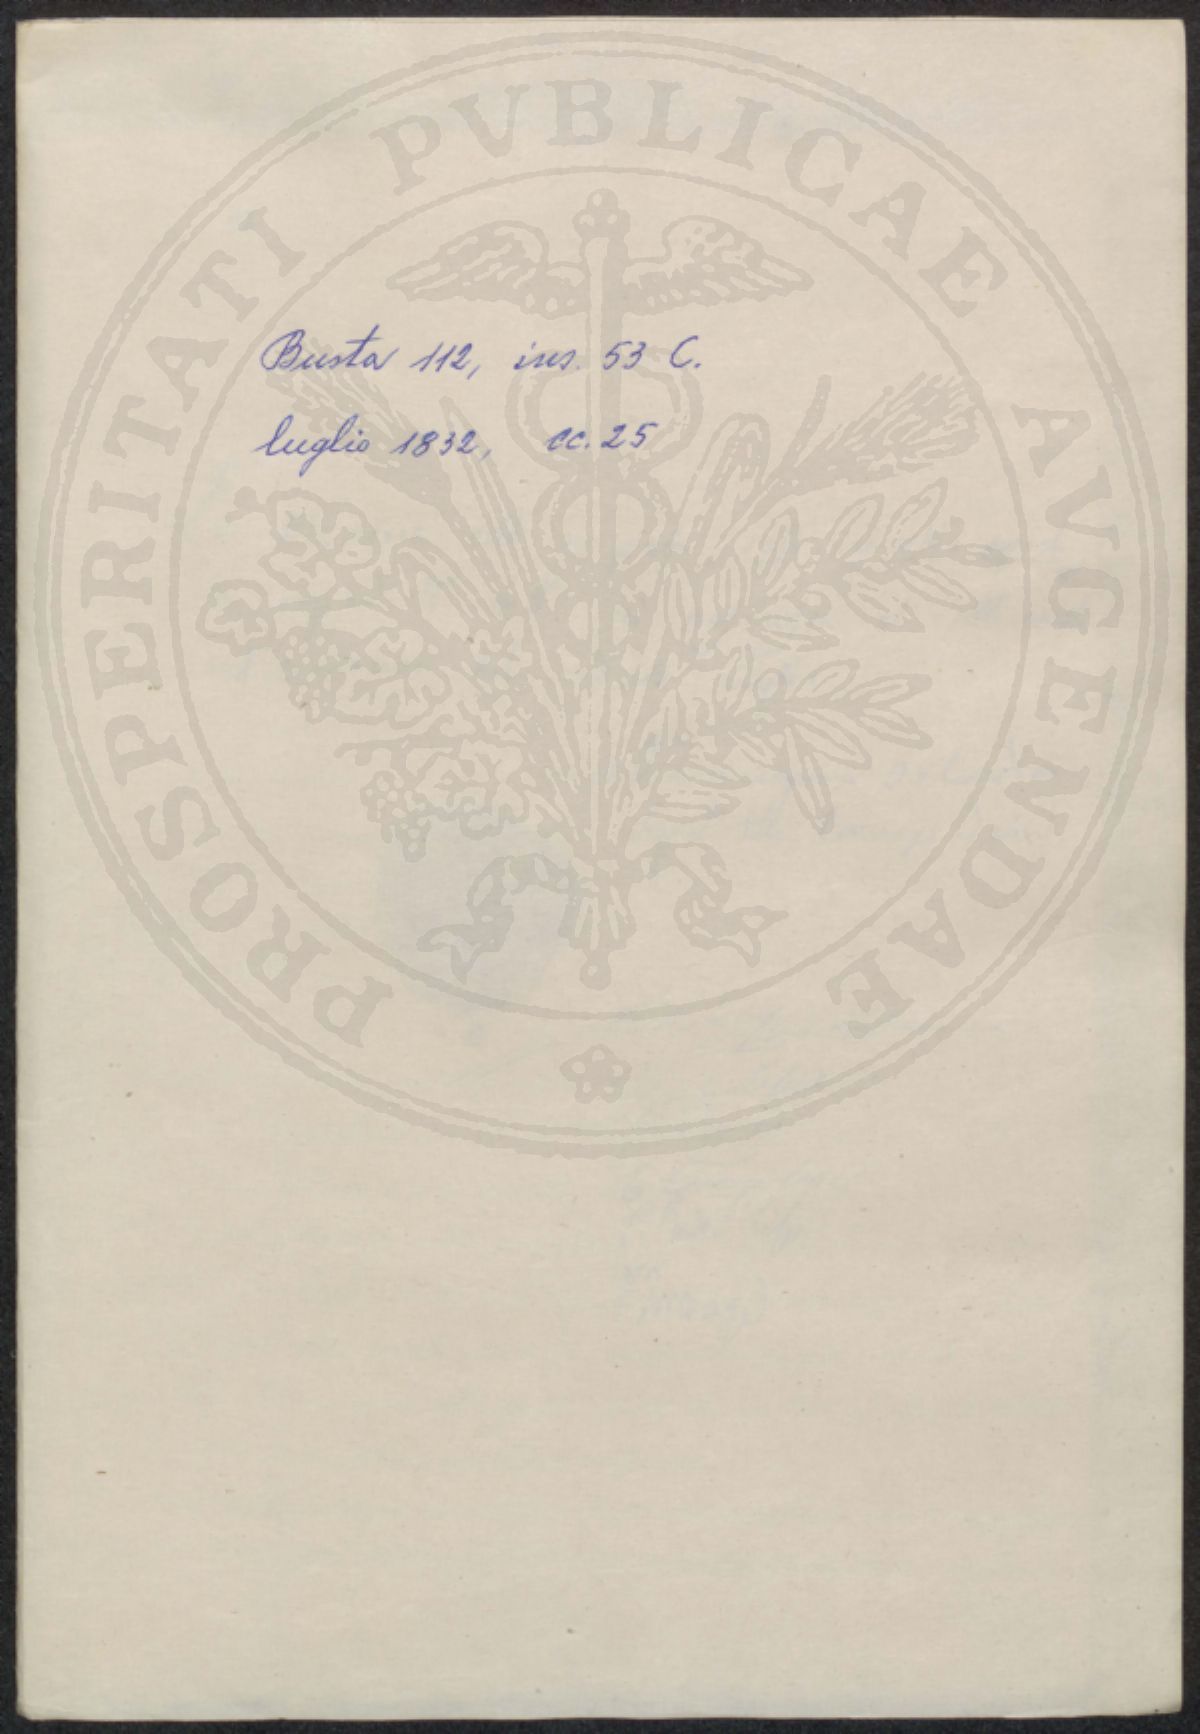 PROSPERITATI PVBLICAE AVGENDAE
Busta 112, ins. 53 C.
luglio 1832, cc. 25